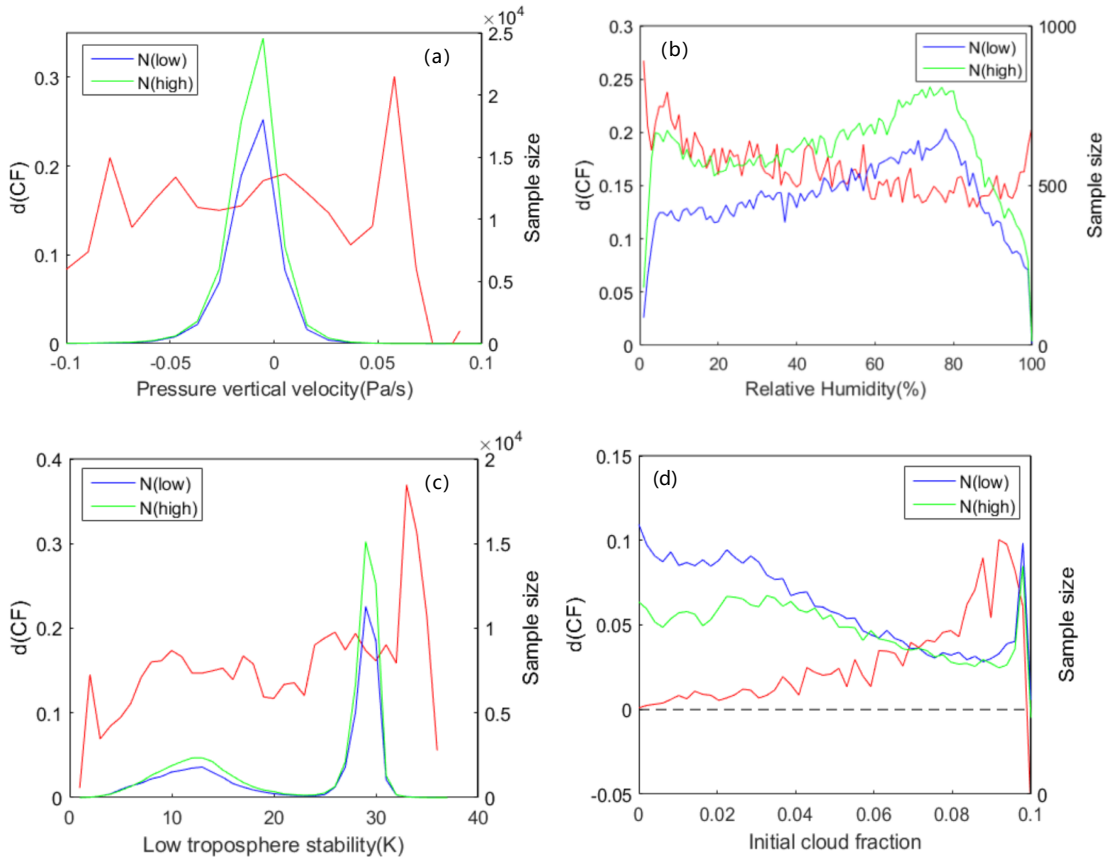 ×10⁴
N(low)
N(high)
(a)
d(CF)
0.3
0.2
0.1
0
2.5
2
1.5
1
0.5
0
Sample size
-0.1
-0.05
0
0.05
0.1
Pressure vertical velocity(Pa/s)
(b)
N(low)
N(high)
d(CF)
0.3
0.25
0.2
0.15
0.1
0.05
0
1000
500
0
Sample size
0
20
40
60
80
100
Relative Humidity(%)
×10⁴
N(low)
N(high)
(c)
d(CF)
0.4
0.3
0.2
0.1
0
2
1.5
1
0.5
0
Sample size
0
10
20
30
40
Low troposphere stability(K)
(d)
N(low)
N(high)
d(CF)
0.15
0.1
0.05
0
-0.05
0
Sample size
0
0.02
0.04
0.06
0.08
0.1
Initial cloud fraction